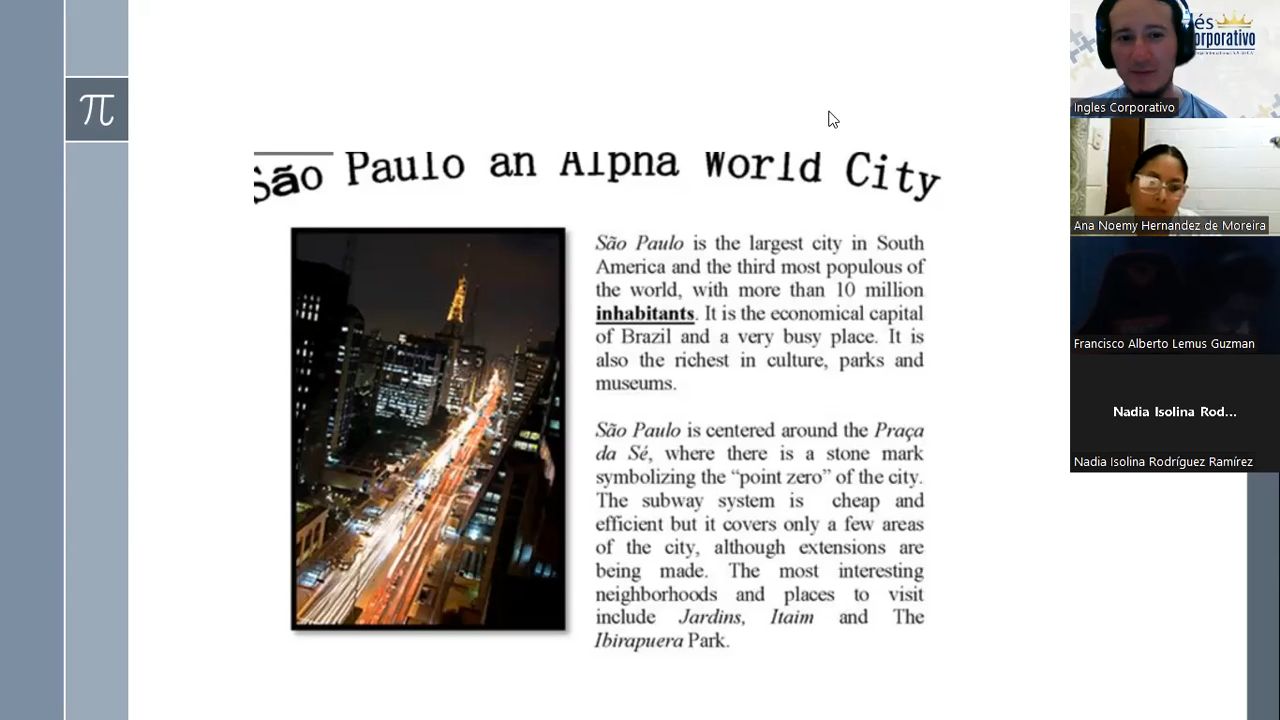 π
São Paulo an Alpha World City
São Paulo is the largest city in South
America and the third most populous of
the world, with more than 10 million
inhabitants. It is the economical capital
of Brazil and a very busy place. It is
also the richest in culture, parks and
museums.
São Paulo is centered around the Praça
da Sé, where there is a stone mark
symbolizing the “point zero” of the city.
The subway system is cheap and
efficient but it covers only a few areas
of the city, although extensions are
being made. The most interesting
neighborhoods and places to visit
include Jardins, Itaim and The
Ibirapuera Park.
Ingles Corporativo
Ana Noemy Hernandez de Moreira
Francisco Alberto Lemus Guzman
Nadia Isolina Rod...
Nadia Isolina Rodríguez Ramírez